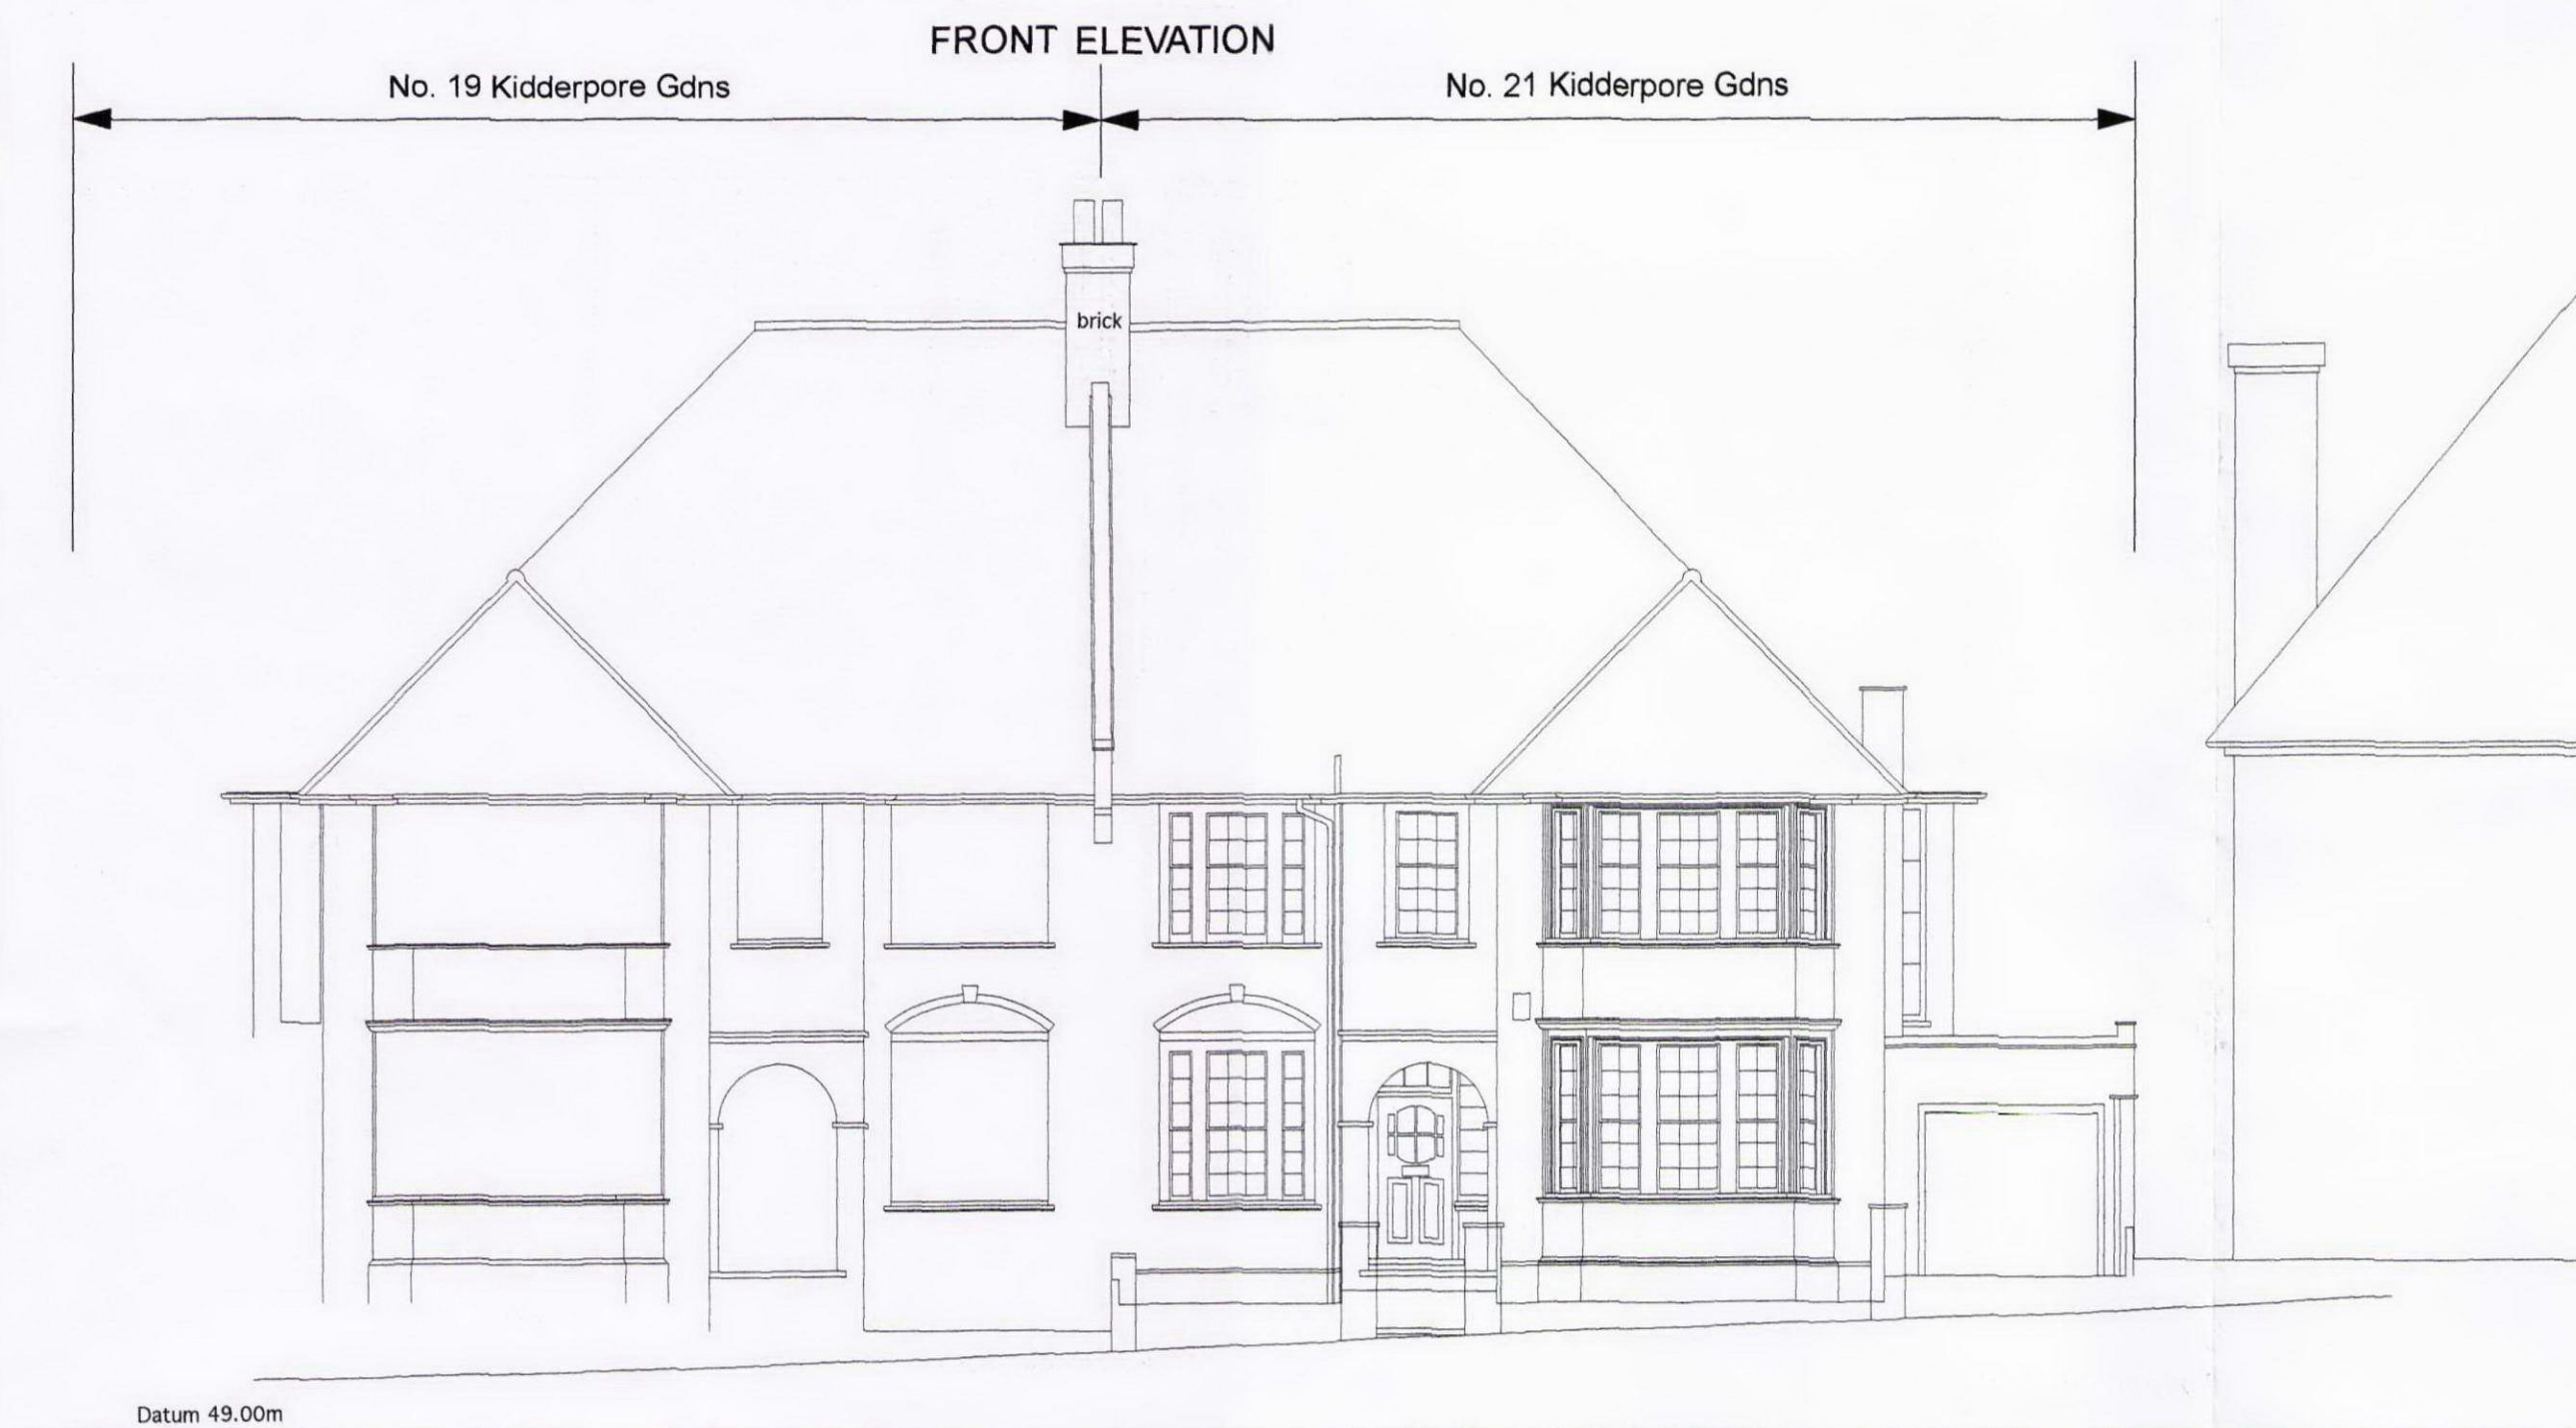 FRONT ELEVATION
No. 19 Kidderpore Gdns
No. 21 Kidderpore Gdns
brick
Datum 49.00m